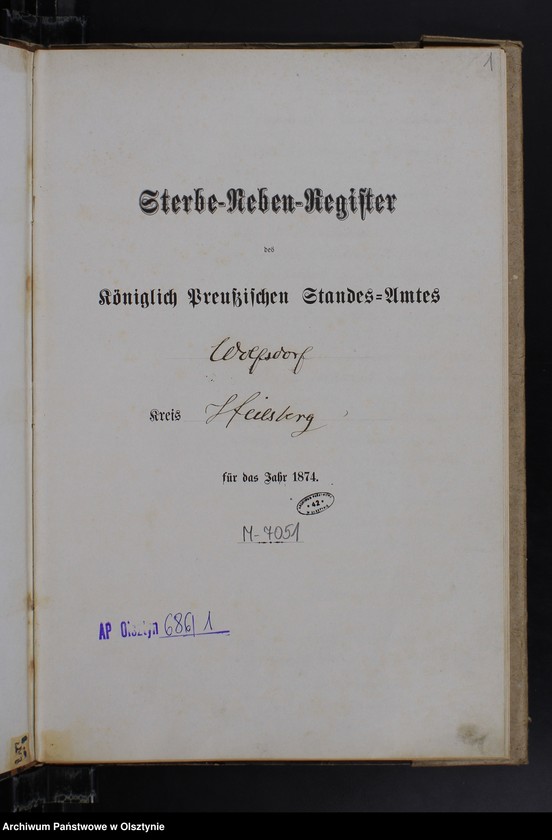 1
Sterbe-Neben-Register
des
Königlich Preußischen Standes-Amtes
Wolfsdorf
Kreis Heilsberg
für das Jahr 1874.
* 42 *
M-7051
AP Olsztyn 686/1
Archiwum Państwowe w Olsztynie